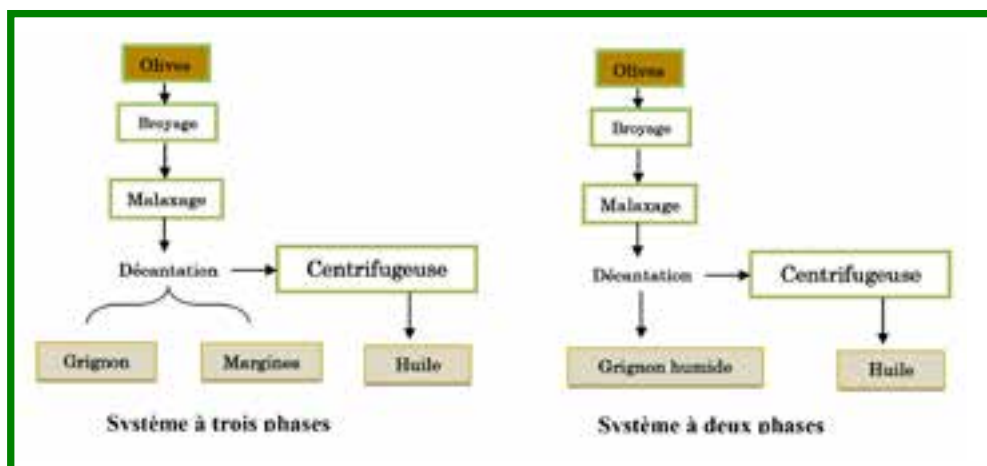 Olives
Broyage
Malaxage
Décantation
Centrifugeuse
Grignon
Margines
Huile
Système à trois phases
Olives
Broyage
Malaxage
Décantation
Centrifugeuse
Grignon humide
Huile
Système à deux phases